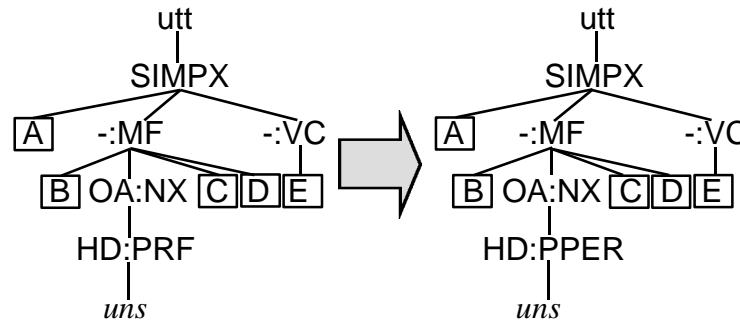 utt utt
SIMPX SIMPX
A -:MF -:VC A -:MF -:VC
B OA:NX C D E B OA:NX C D E
HD:PRF HD:PPER
uns uns